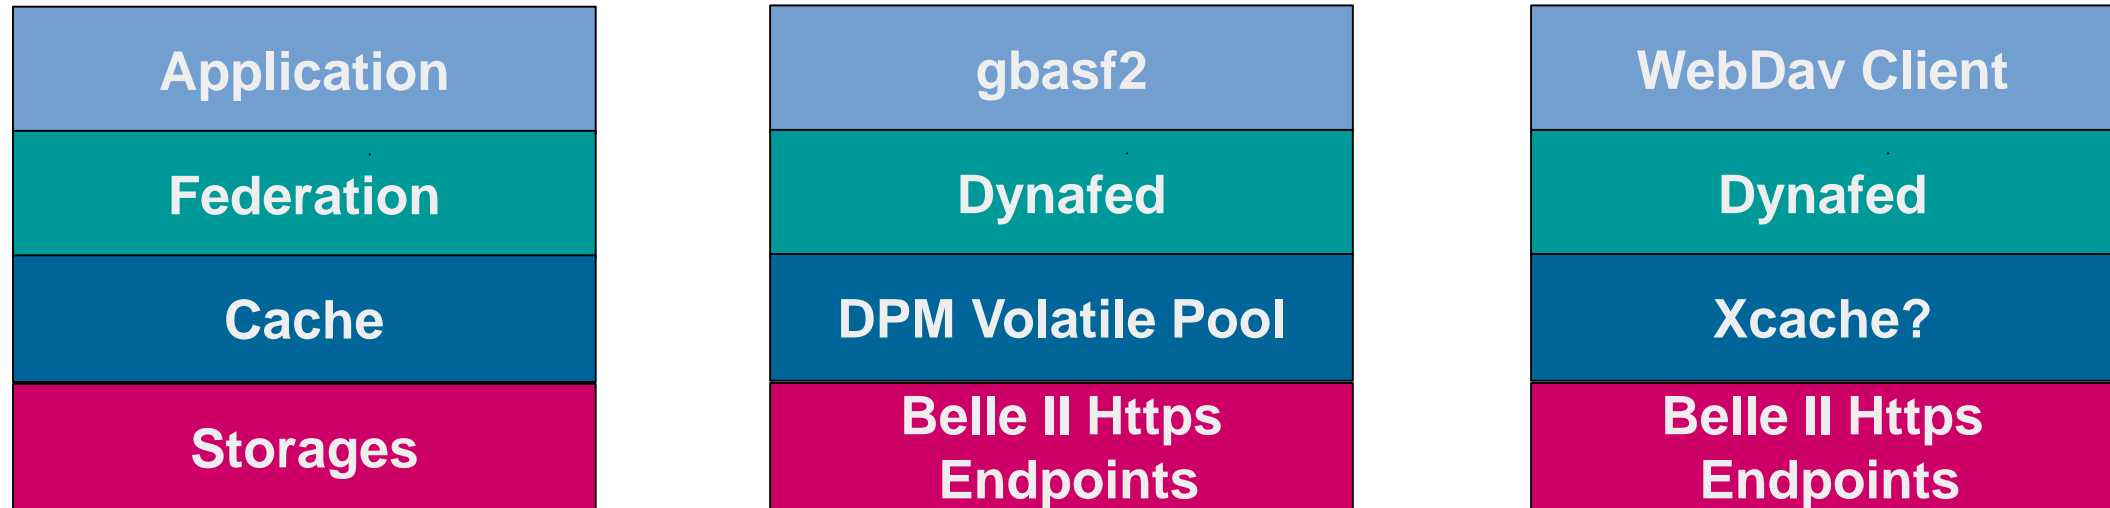 Application
Federation
Cache
Storages
gbasf2
Dynafed
DPM Volatile Pool
Belle II Https
Endpoints
WebDav Client
Dynafed
Xcache?
Belle II Https
Endpoints